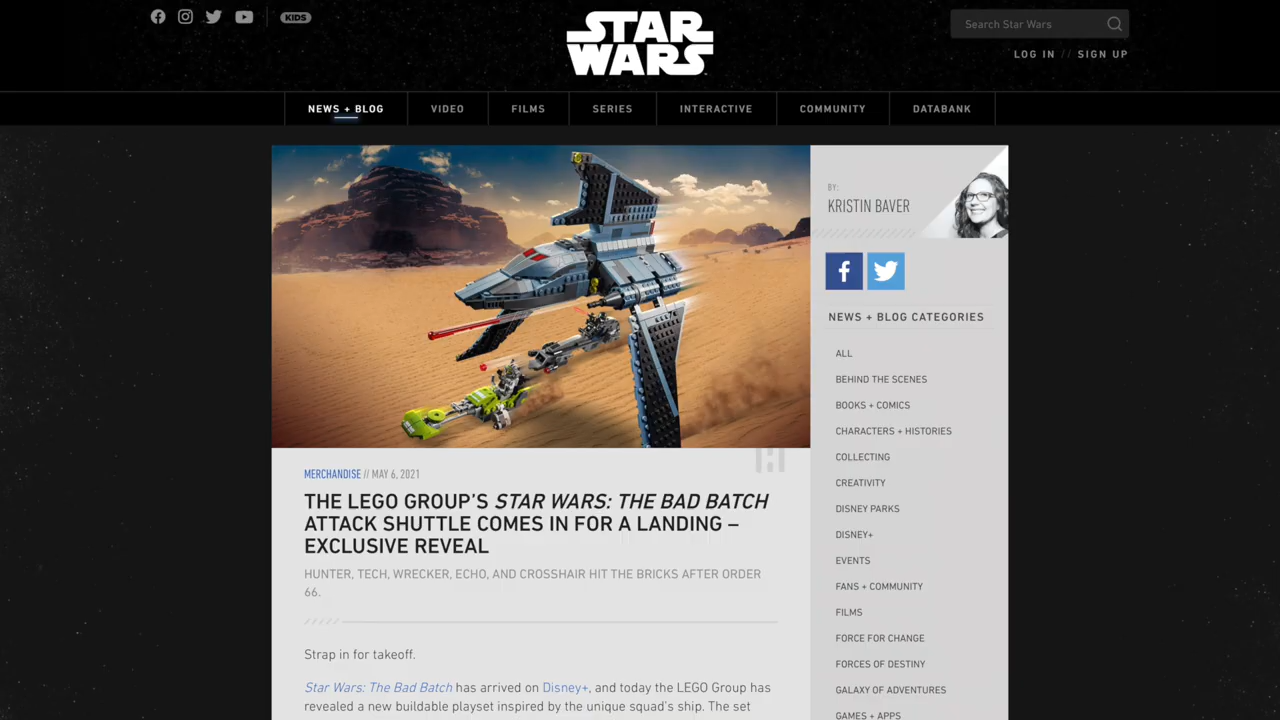 KIDS
STAR
WARS
Search Star Wars
LOG IN // SIGN UP
NEWS + BLOG
VIDEO
FILMS
SERIES
INTERACTIVE
COMMUNITY
DATABANK
MERCHANDISE // MAY 6, 2021
THE LEGO GROUP'S STAR WARS: THE BAD BATCH
ATTACK SHUTTLE COMES IN FOR A LANDING –
EXCLUSIVE REVEAL
HUNTER, TECH, WRECKER, ECHO, AND CROSSHAIR HIT THE BRICKS AFTER ORDER
66.
Strap in for takeoff.
Star Wars: The Bad Batch has arrived on Disney+, and today the LEGO Group has
revealed a new buildable playset inspired by the unique squad's ship. The set
BY:
KRISTIN BAVER
NEWS + BLOG CATEGORIES
ALL
BEHIND THE SCENES
BOOKS + COMICS
CHARACTERS + HISTORIES
COLLECTING
CREATIVITY
DISNEY PARKS
DISNEY+
EVENTS
FANS + COMMUNITY
FILMS
FORCE FOR CHANGE
FORCES OF DESTINY
GALAXY OF ADVENTURES
GAMES + APPS